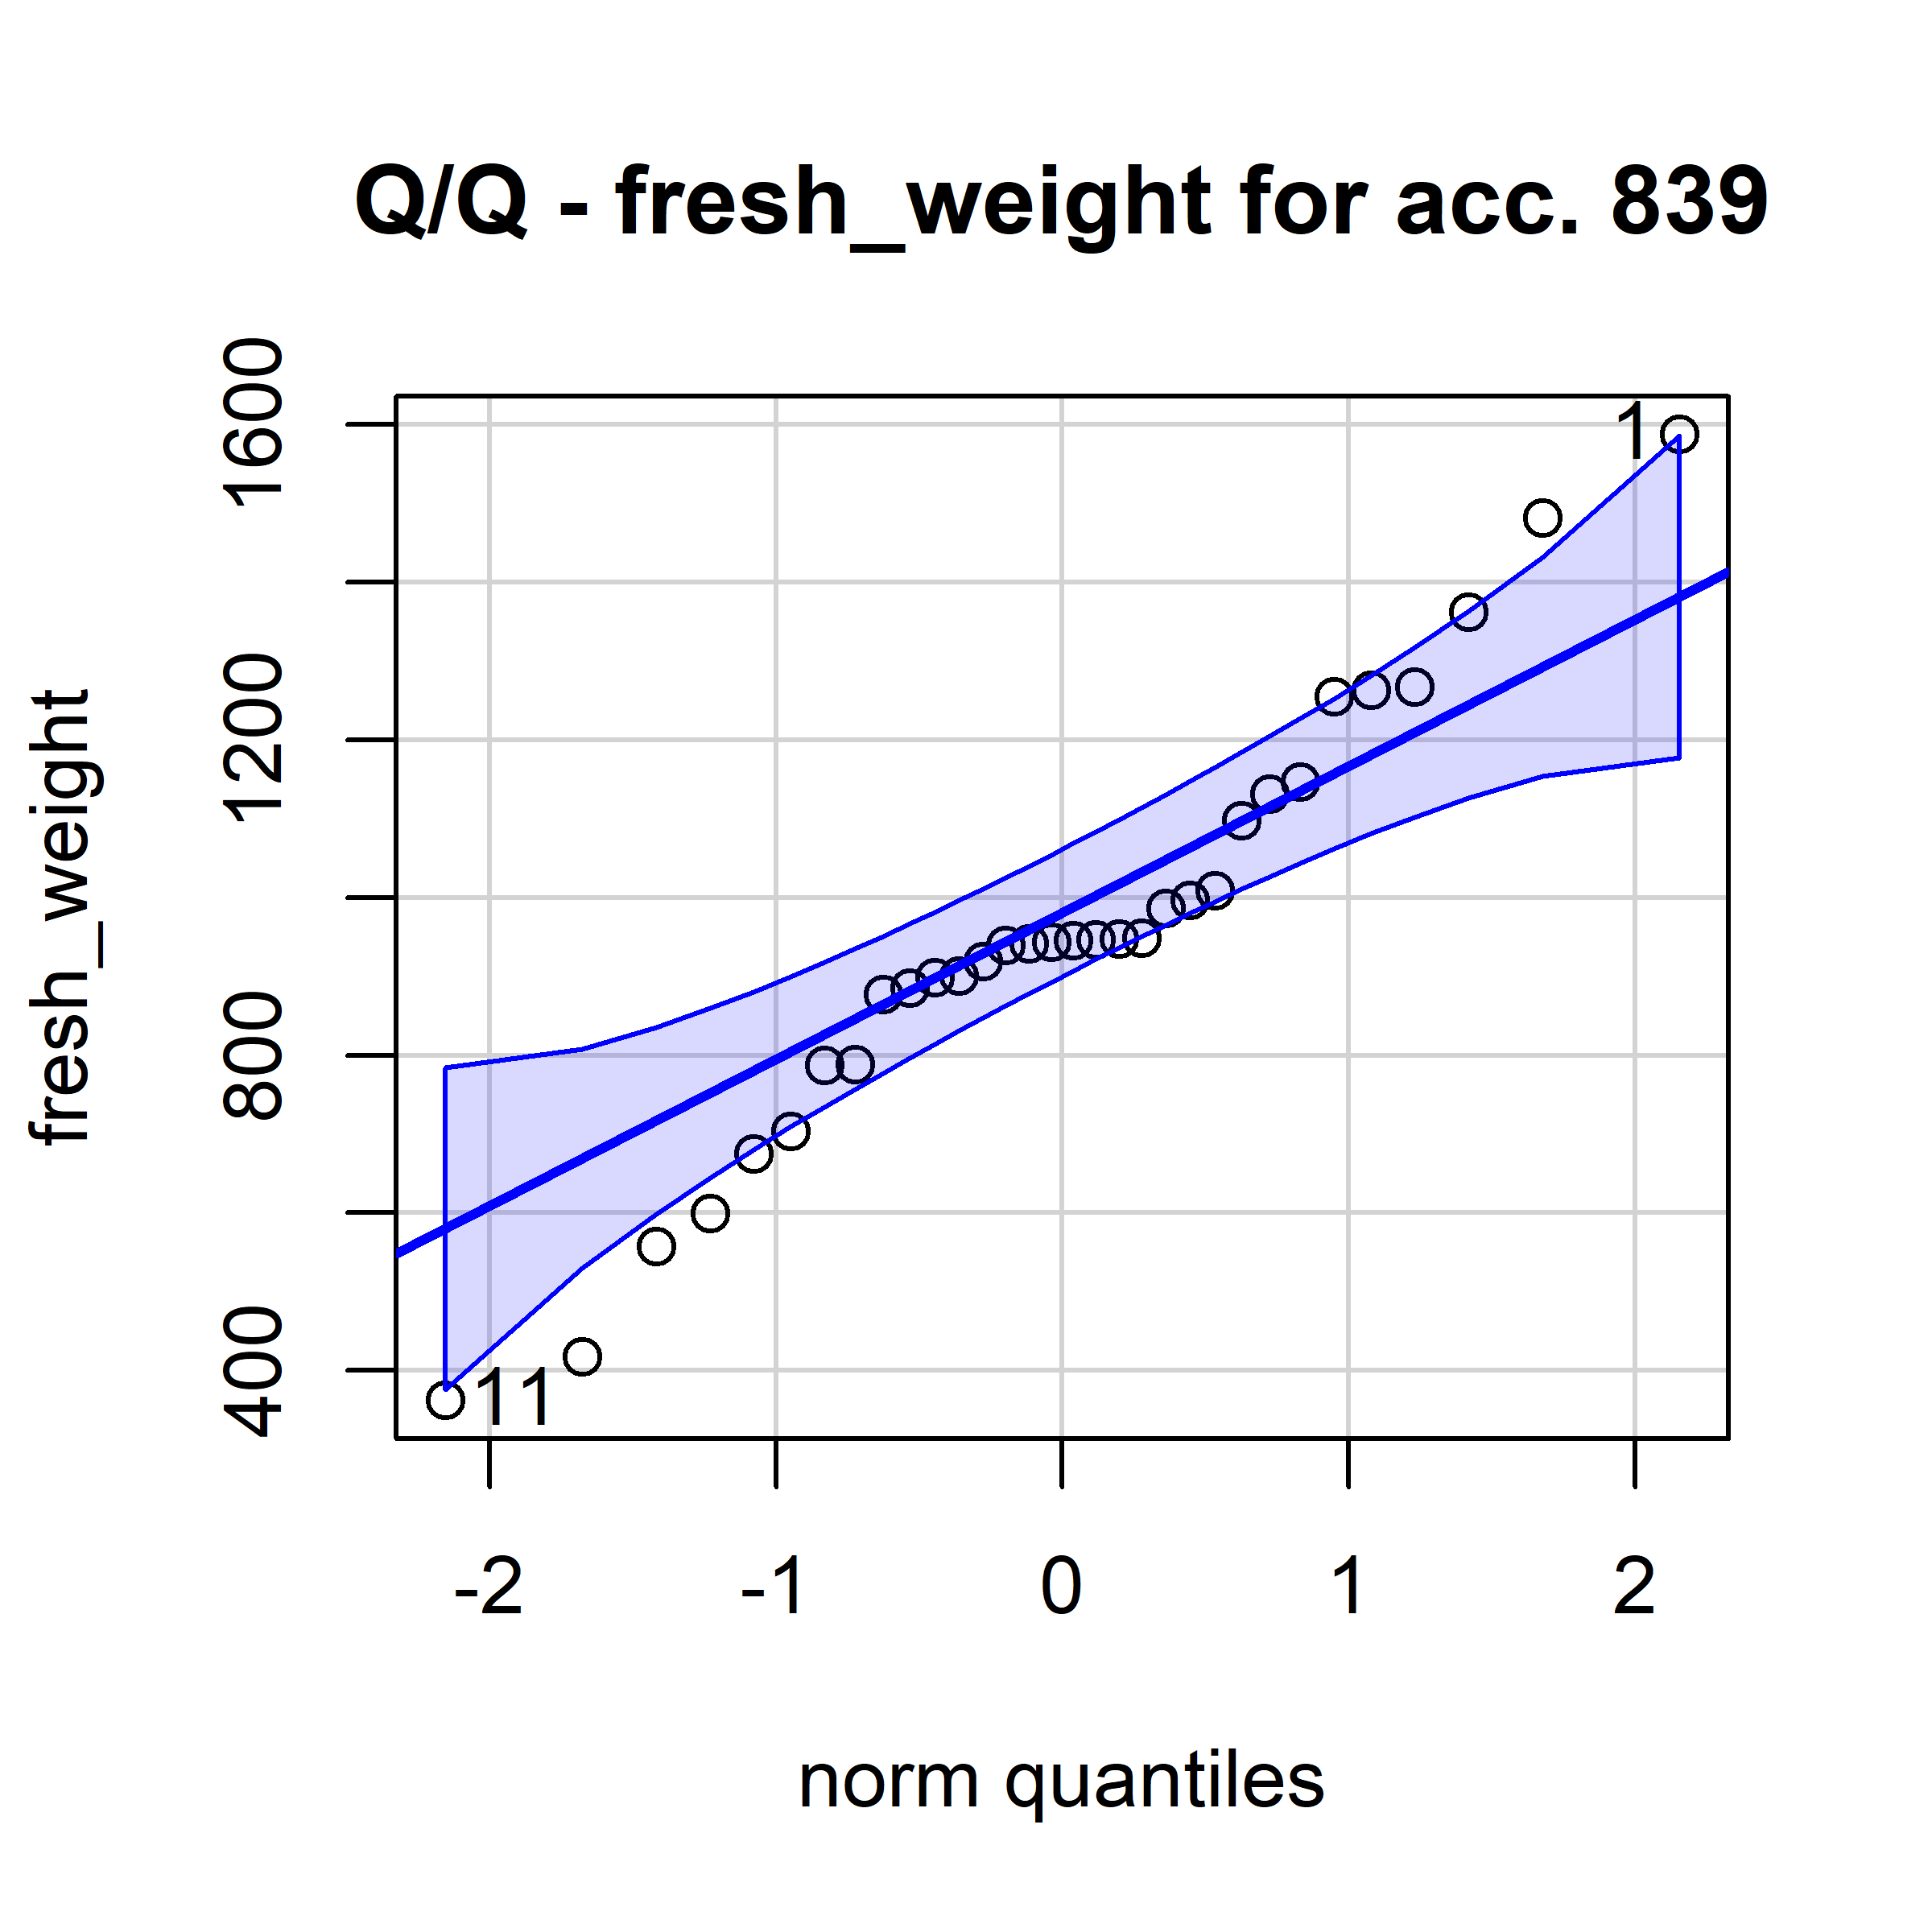 Q/Q - fresh_weight for acc. 839
1600
1200
800
400
fresh_weight
1
11
-2 -1 0 1 2
norm quantiles